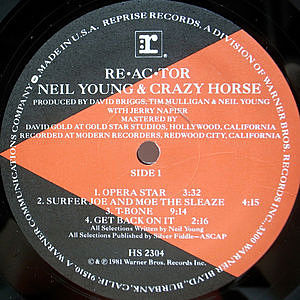 MADE IN U.S.A. REPRISE RECORDS, A DIVISION OF WARNER BROS. RECORDS INC., 3300 WARNER BLVD., BURBANK, CALIF. 91510. A WARNER COMMUNICATIONS COMPANY
r
RE•AC•TOR
NEIL YOUNG & CRAZY HORSE
PRODUCED BY DAVID BRIGGS, TIM MULLIGAN & NEIL YOUNG
WITH JERRY NAPIER
MASTERED BY
DAVID GOLD AT GOLD STAR STUDIOS, HOLLYWOOD, CALIFORNIA
RECORDED AT MODERN RECORDERS, REDWOOD CITY, CALIFORNIA
SIDE 1
1. OPERA STAR 3:32
2. SURFER JOE AND MOE THE SLEAZE 4:15
3. T-BONE 9:14
4. GET BACK ON IT 2:16
All Selections Written by Neil Young
All Selections Published by Silver Fiddle—ASCAP
HS 2304
© ℗ 1981 Warner Bros. Records Inc.